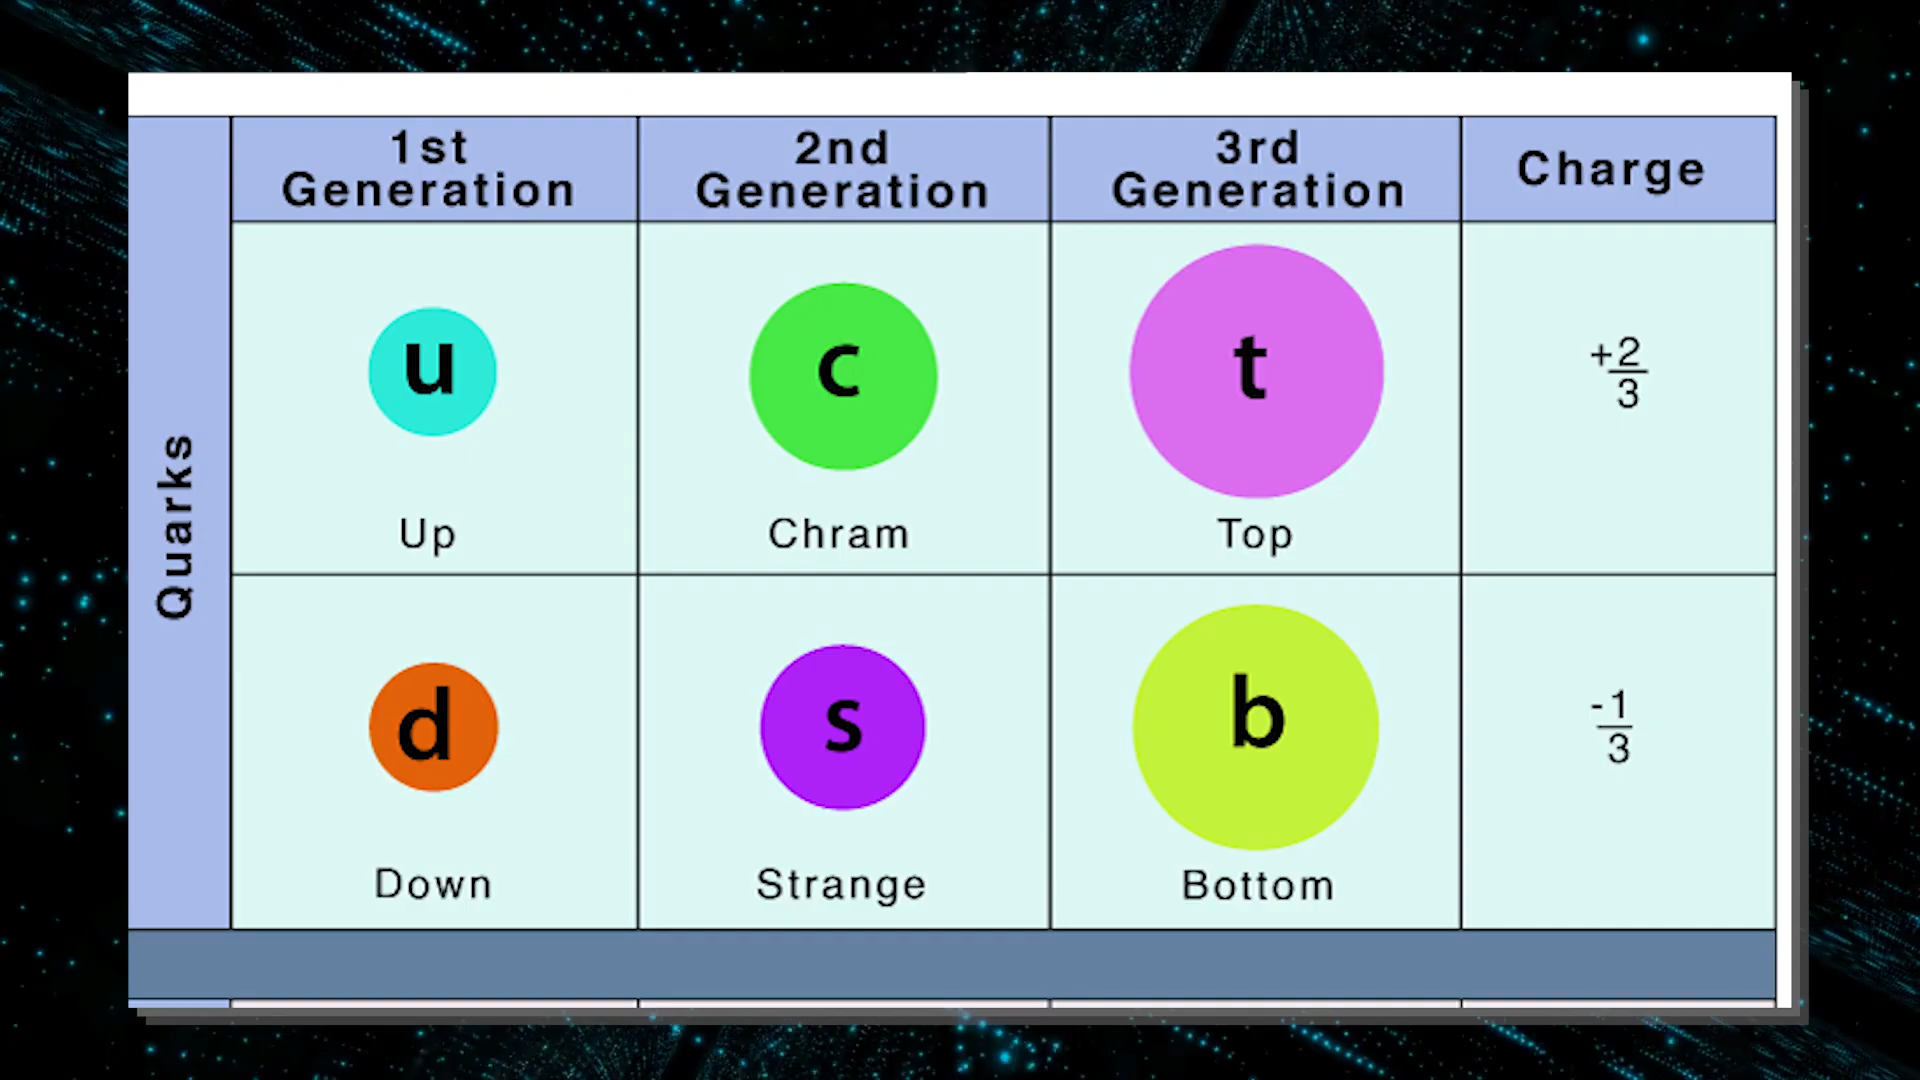 1st
Generation
2nd
Generation
3rd
Generation
Charge
Quarks
u
Up
c
Chram
t
Top
+2
3
d
Down
s
Strange
b
Bottom
-1
3